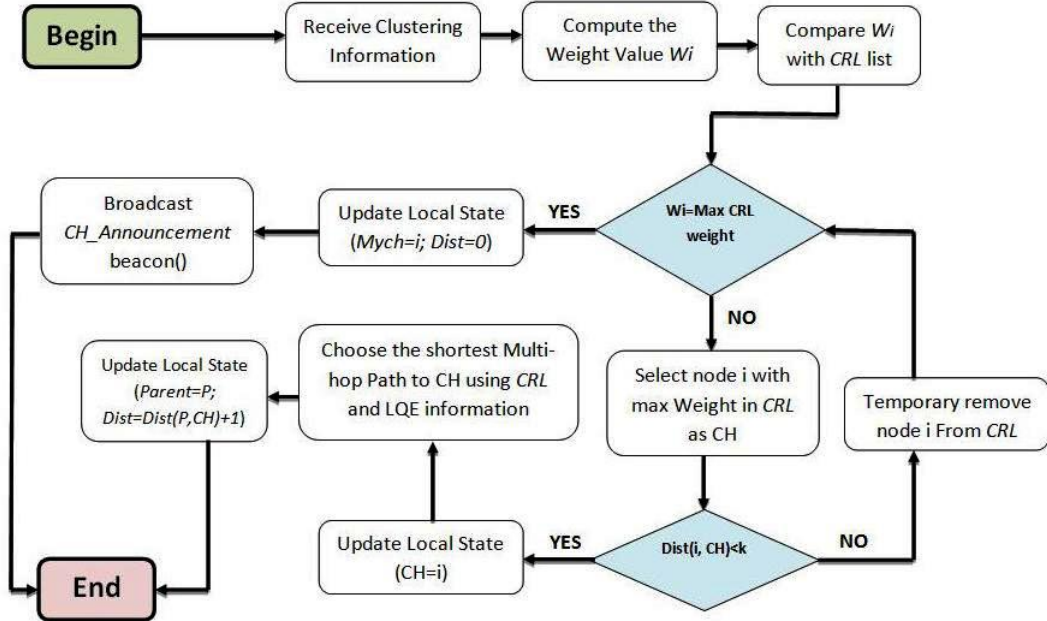 Begin
Receive Clustering
Information
Compute the
Weight Value Wi
Compare Wi
with CRL list
Wi=Max CRL
weight
YES
Update Local State
(Mych=i; Dist=0)
Broadcast
CH_Announcement
beacon()
NO
Select node i with
max Weight in CRL
as CH
Temporary remove
node i From CRL
Choose the shortest Multi-
hop Path to CH using CRL
and LQE information
Update Local State
(Parent=P;
Dist=Dist(P,CH)+1)
Dist(i, CH)<k
YES
NO
Update Local State
(CH=i)
End